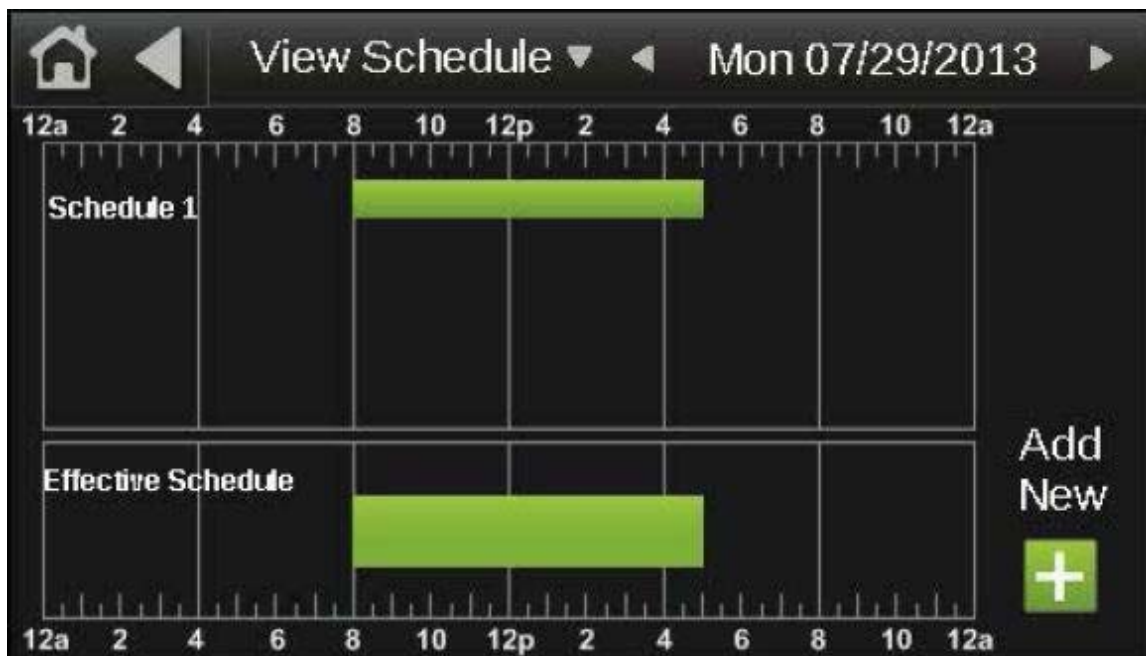 View Schedule Mon 07/29/2013
12a 2 4 6 8 10 12p 2 4 6 8 10 12a
Schedule 1
Effective Schedule
Add
New
12a 2 4 6 8 10 12p 2 4 6 8 10 12a